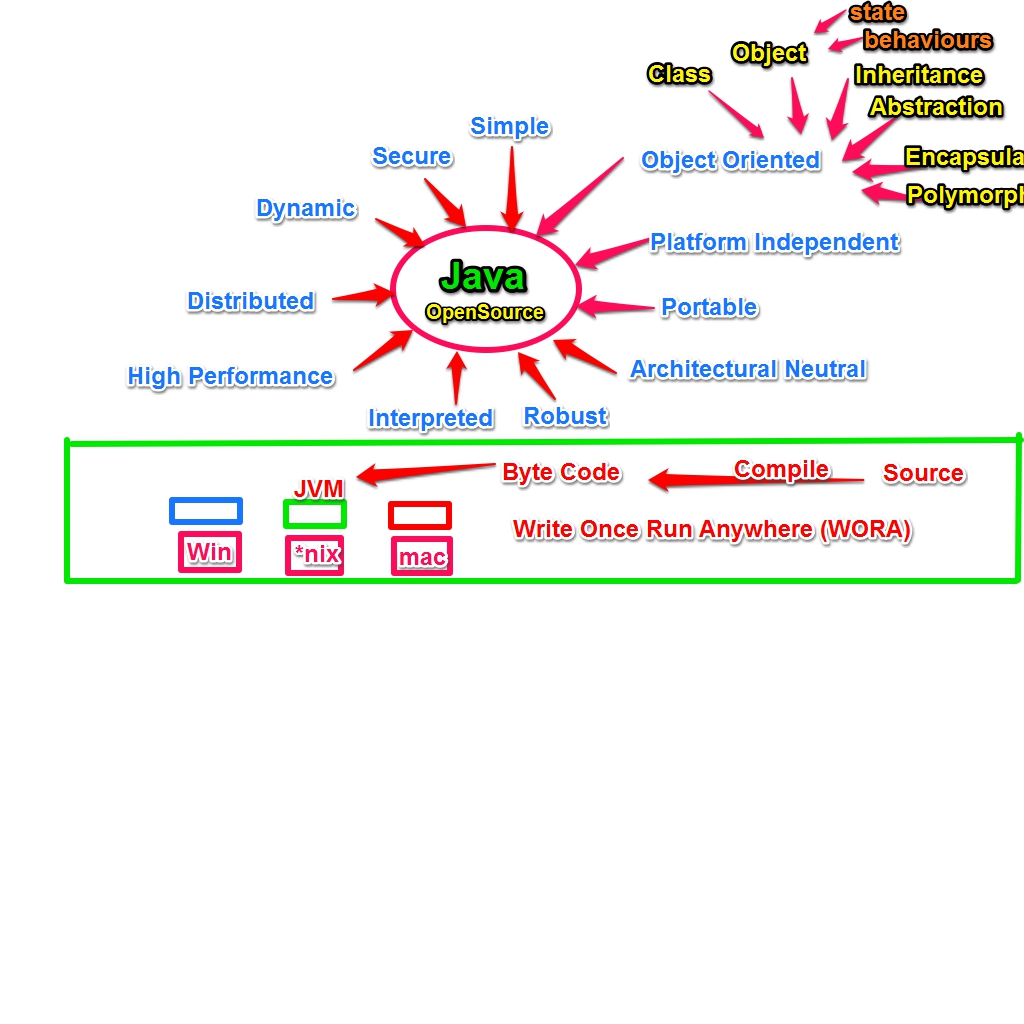 state
behaviours
Object
Class
Inheritance
Abstraction
Encapsula
Polymorph
Simple
Secure
Object Oriented
Dynamic
Platform Independent
Java
OpenSource
Distributed
Portable
High Performance
Architectural Neutral
Interpreted
Robust
JVM
Byte Code
Compile
Source
Write Once Run Anywhere (WORA)
Win
*nix
mac